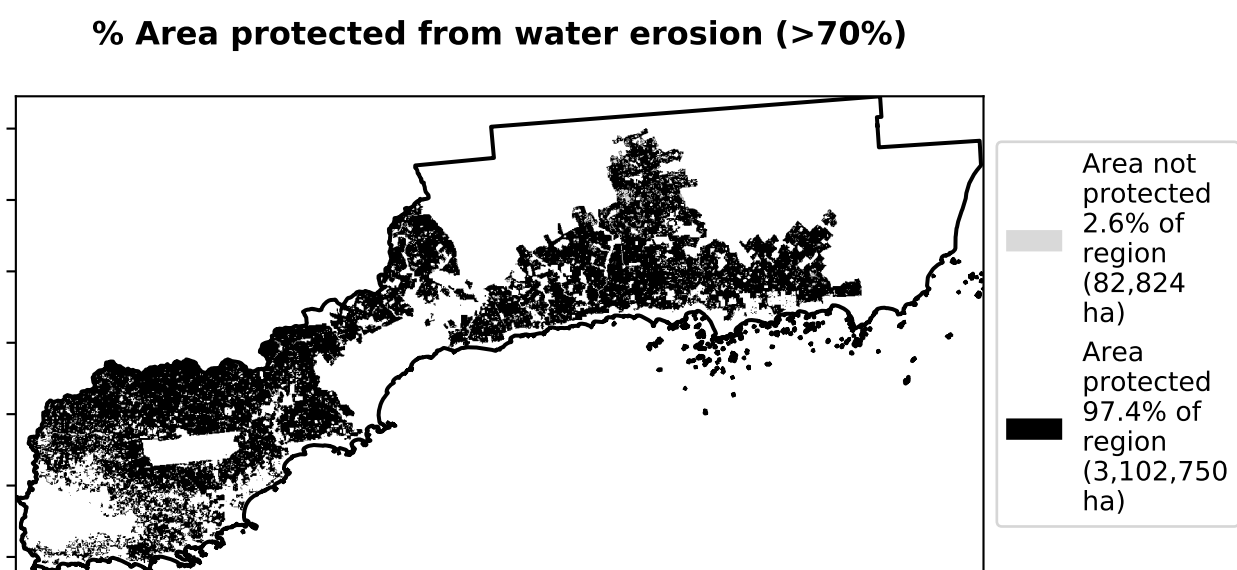 % Area protected from water erosion (>70%)
Area not
protected
2.6% of
region
(82,824
ha)
Area
protected
97.4% of
region
(3,102,750
ha)